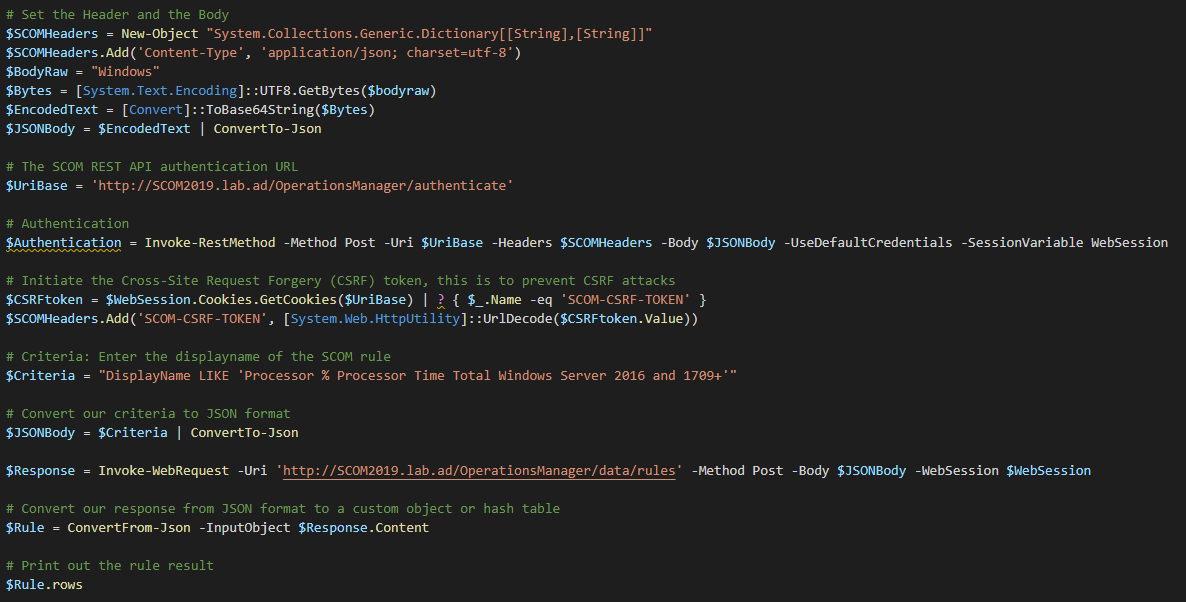 # Set the Header and the Body
$SCOMHeaders = New-Object "System.Collections.Generic.Dictionary[[String],[String]]"
$SCOMHeaders.Add('Content-Type', 'application/json; charset=utf-8')
$BodyRaw = "Windows"
$Bytes = [System.Text.Encoding]::UTF8.GetBytes($bodyraw)
$EncodedText = [Convert]::ToBase64String($Bytes)
$JSONBody = $EncodedText | ConvertTo-Json
# The SCOM REST API authentication URL
$UriBase = 'http://SCOM2019.lab.ad/OperationsManager/authenticate'
# Authentication
$Authentication = Invoke-RestMethod -Method Post -Uri $UriBase -Headers $SCOMHeaders -Body $JSONBody -UseDefaultCredentials -SessionVariable WebSession
# Initiate the Cross-Site Request Forgery (CSRF) token, this is to prevent CSRF attacks
$CSRFtoken = $WebSession.Cookies.GetCookies($UriBase) | ? { $_.Name -eq 'SCOM-CSRF-TOKEN' }
$SCOMHeaders.Add('SCOM-CSRF-TOKEN', [System.Web.HttpUtility]::UrlDecode($CSRFtoken.Value))
# Criteria: Enter the displayname of the SCOM rule
$Criteria = "DisplayName LIKE 'Processor % Processor Time Total Windows Server 2016 and 1709+'"
# Convert our criteria to JSON format
$JSONBody = $Criteria | ConvertTo-Json
$Response = Invoke-WebRequest -Uri 'http://SCOM2019.lab.ad/OperationsManager/data/rules' -Method Post -Body $JSONBody -WebSession $WebSession
# Convert our response from JSON format to a custom object or hash table
$Rule = ConvertFrom-Json -InputObject $Response.Content
# Print out the rule result
$Rule.rows